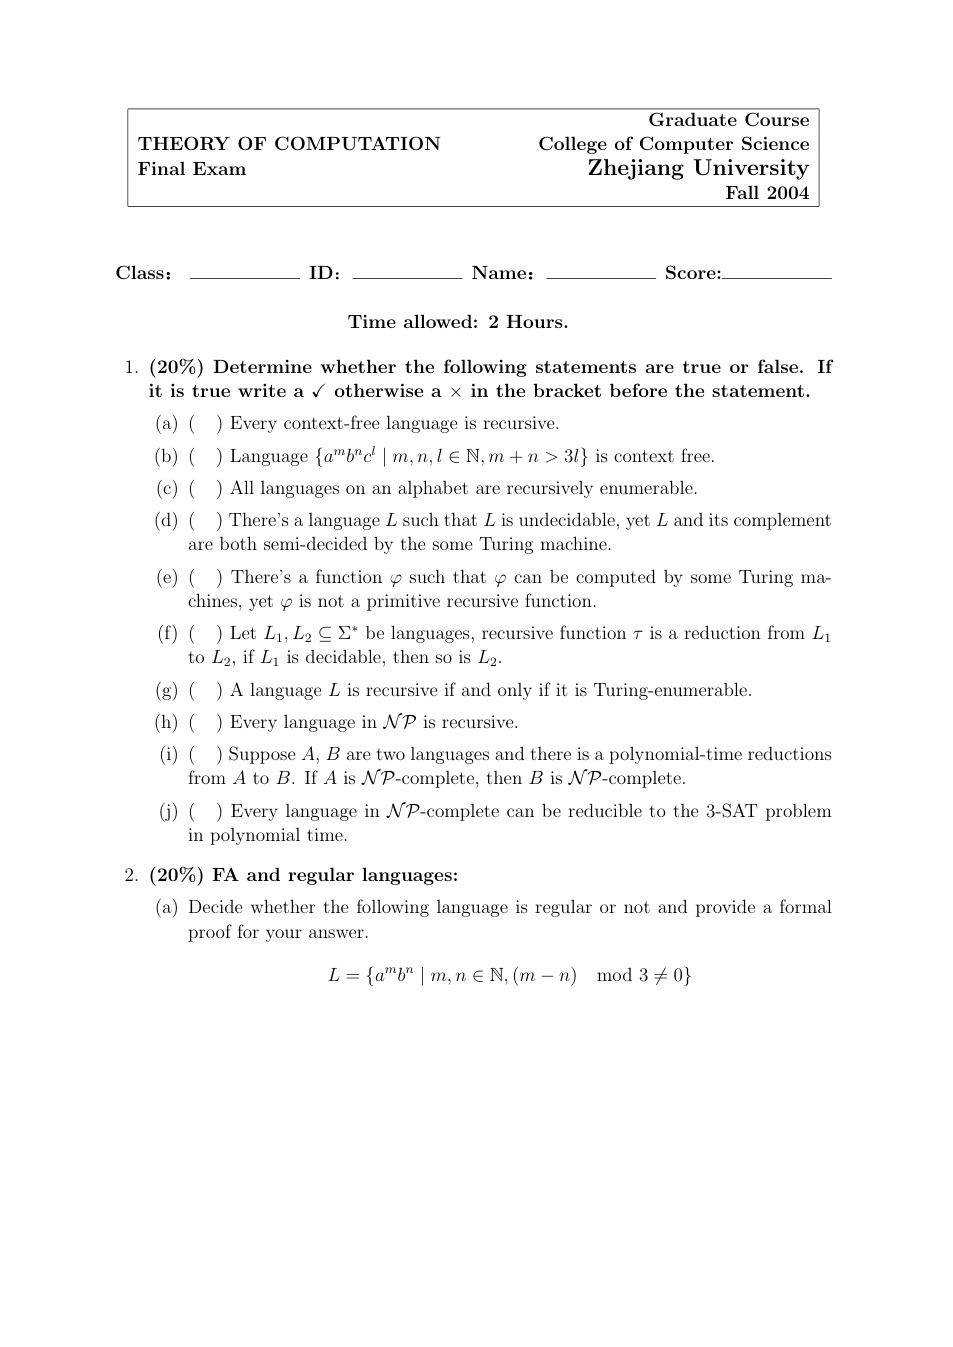 Graduate Course
THEORY OF COMPUTATION College of Computer Science
Final Exam Zhejiang University
Fall 2004
Class： ID： Name： Score:
Time allowed: 2 Hours.
1. (20%) Determine whether the following statements are true or false. If
it is true write a ✓ otherwise a × in the bracket before the statement.
(a) ( ) Every context-free language is recursive.
(b) ( ) Language {a^m b^n c^l | m, n, l ∈ ℕ, m + n > 3l} is context free.
(c) ( ) All languages on an alphabet are recursively enumerable.
(d) ( ) There's a language L such that L is undecidable, yet L and its complement
are both semi-decided by the some Turing machine.
(e) ( ) There's a function φ such that φ can be computed by some Turing ma-
chines, yet φ is not a primitive recursive function.
(f) ( ) Let L₁, L₂ ⊆ Σ* be languages, recursive function τ is a reduction from L₁
to L₂, if L₁ is decidable, then so is L₂.
(g) ( ) A language L is recursive if and only if it is Turing-enumerable.
(h) ( ) Every language in 𝒩𝒫 is recursive.
(i) ( ) Suppose A, B are two languages and there is a polynomial-time reductions
from A to B. If A is 𝒩𝒫-complete, then B is 𝒩𝒫-complete.
(j) ( ) Every language in 𝒩𝒫-complete can be reducible to the 3-SAT problem
in polynomial time.
2. (20%) FA and regular languages:
(a) Decide whether the following language is regular or not and provide a formal
proof for your answer.
L = {a^m b^n | m, n ∈ ℕ, (m − n) mod 3 ≠ 0}